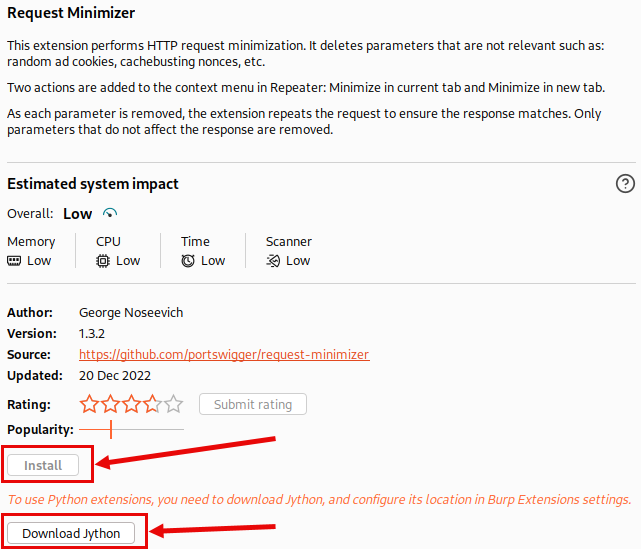 Request Minimizer
This extension performs HTTP request minimization. It deletes parameters that are not relevant such as:
random ad cookies, cachebusting nonces, etc.
Two actions are added to the context menu in Repeater: Minimize in current tab and Minimize in new tab.
As each parameter is removed, the extension repeats the request to ensure the response matches. Only
parameters that do not affect the response are removed.
Estimated system impact ?
Overall: Low
Memory CPU Time Scanner
Low Low Low Low
Author: George Noseevich
Version: 1.3.2
Source: https://github.com/portswigger/request-minimizer
Updated: 20 Dec 2022
Rating: Submit rating
Popularity:
Install
To use Python extensions, you need to download Jython, and configure its location in Burp Extensions settings.
Download Jython